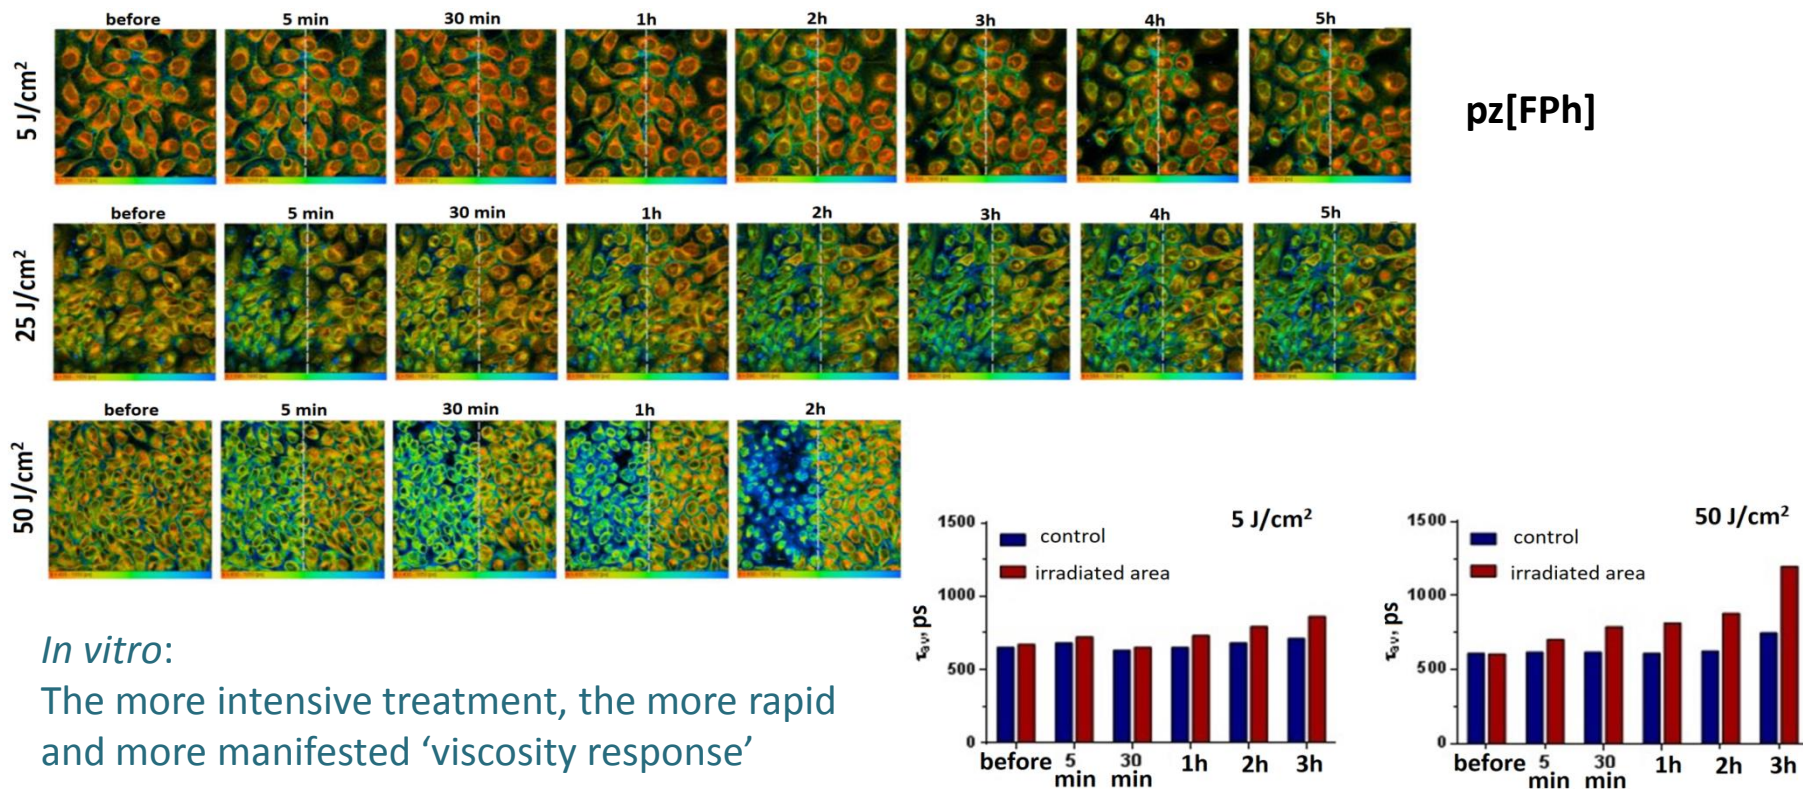 before 5 min 30 min 1h 2h 3h 4h 5h
5 J/cm²
pz[FPh]
before 5 min 30 min 1h 2h 3h 4h 5h
25 J/cm²
before 5 min 30 min 1h 2h
50 J/cm²
In vitro:
The more intensive treatment, the more rapid
and more manifested ‘viscosity response’
5 J/cm²
control
irradiated area
τav, ps
1500
1000
500
0
before 5 min 30 min 1h 2h 3h
50 J/cm²
control
irradiated area
τav, ps
1500
1000
500
0
before 5 min 30 min 1h 2h 3h